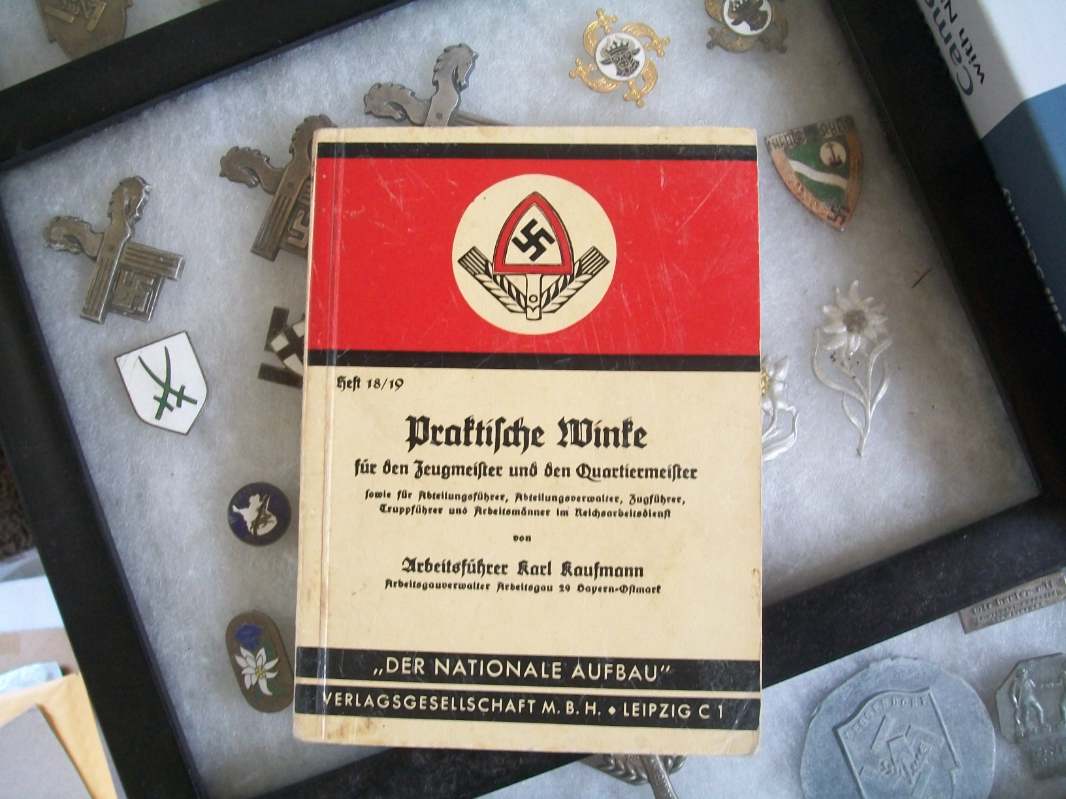 Heft 18/19
Praktische Winke
für den Zeugmeister und den Quartiermeister
sowie für Abteilungsführer, Abteilungsverwalter, Zugführer,
Truppführer und Arbeitsmänner im Reichsarbeitsdienst
von
Arbeitsführer Karl Kaufmann
Arbeitsgauverwalter Arbeitsgau 29 Bayern-Ostmark
„DER NATIONALE AUFBAU“
VERLAGSGESELLSCHAFT M. B. H. • LEIPZIG C 1